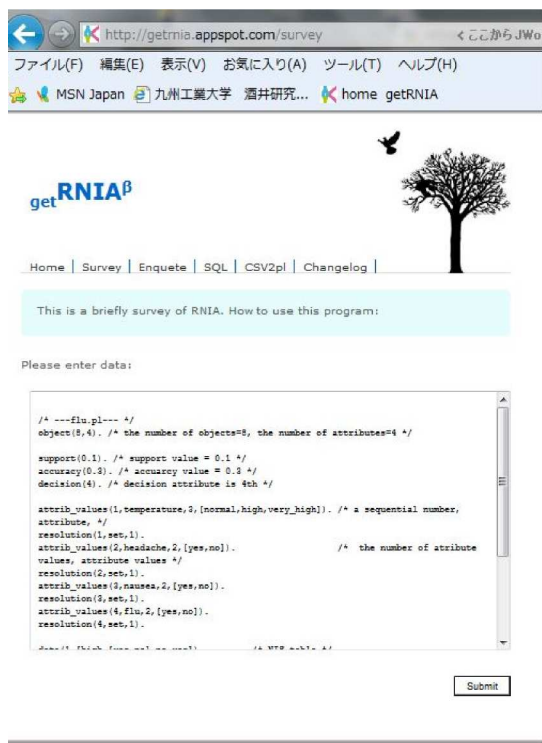 http://getrnia.appspot.com/survey
< ここから JWo
ファイル(F) 編集(E) 表示(V) お気に入り(A) ツール(T) ヘルプ(H)
MSN Japan 九州工業大学 酒井研究... home getRNIA
getRNIAβ
Home | Survey | Enquete | SQL | CSV2pl | Changelog |
This is a briefly survey of RNIA. How to use this program:
Please enter data:
/* ---flu.pl--- */
object(8,4). /* the number of objects=8, the number of attributes=4 */
support(0.1). /* support value = 0.1 */
accuracy(0.3). /* accuarcy value = 0.3 */
decision(4). /* decision attribute is 4th */
attrib_values(1,temperature,3,[normal,high,very_high]). /* a sequential number,
attribute, */
resolution(1,set,1).
attrib_values(2,headache,2,[yes,no]). /* the number of atribute
values, attribute values */
resolution(2,set,1).
attrib_values(3,nausea,2,[yes,no]).
resolution(3,set,1).
attrib_values(4,flu,2,[yes,no]).
resolution(4,set,1).
Submit